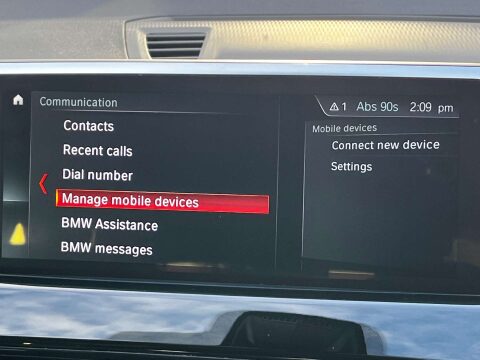 Communication
1 Abs 90s 2:09 pm
Contacts
Recent calls
Dial number
Manage mobile devices
BMW Assistance
BMW messages
Mobile devices
Connect new device
Settings